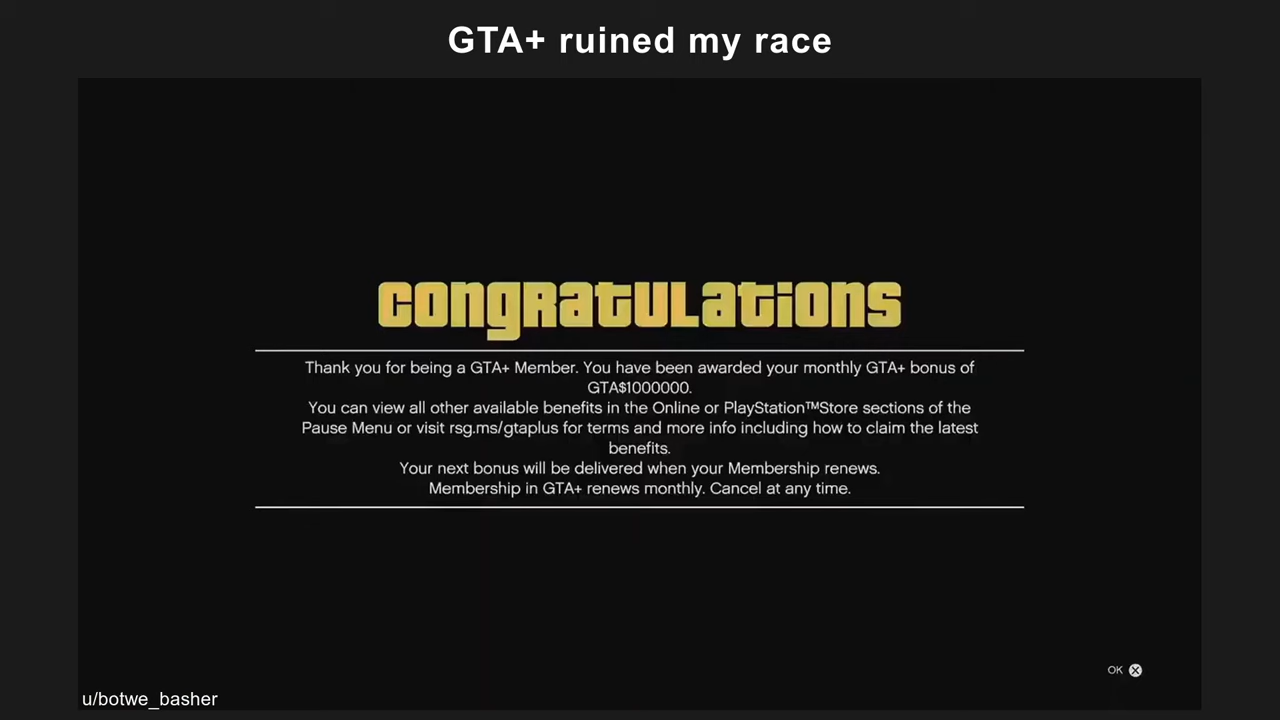 GTA+ ruined my race
Congratulations
Thank you for being a GTA+ Member. You have been awarded your monthly GTA+ bonus of
GTA$1000000.
You can view all other available benefits in the Online or PlayStation™Store sections of the
Pause Menu or visit rsg.ms/gtaplus for terms and more info including how to claim the latest
benefits.
Your next bonus will be delivered when your Membership renews.
Membership in GTA+ renews monthly. Cancel at any time.
OK
u/botwe_basher